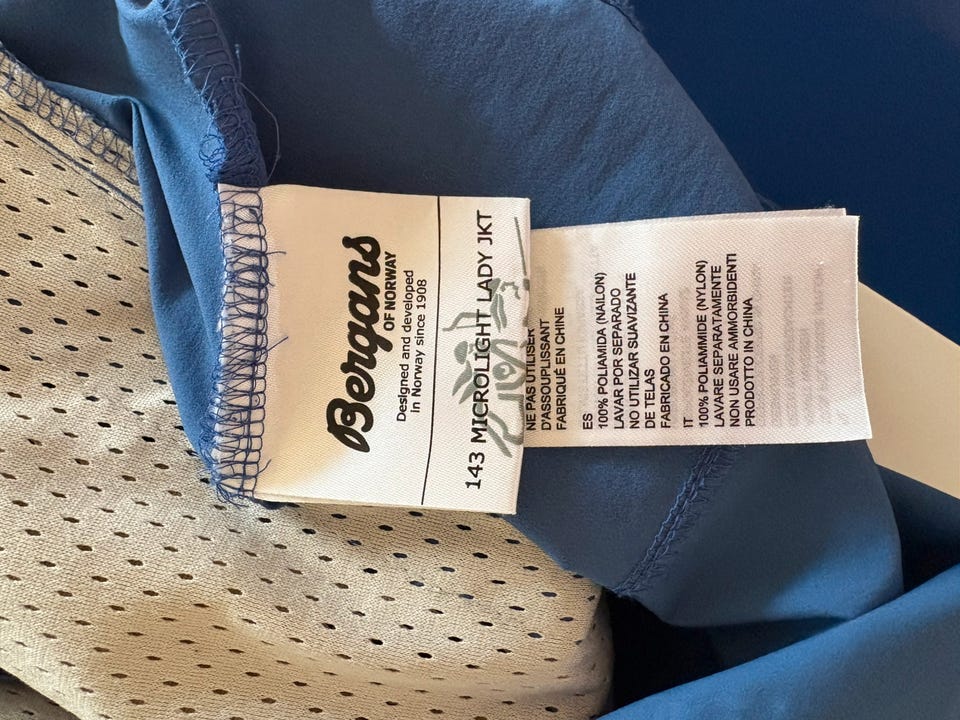 Bergans
OF NORWAY
Designed and developed
in Norway since 1908
143 MICROLIGHT LADY JKT
NE PAS UTILISER
D'ASSOUPLISSANT
FABRIQUÉ EN CHINE
ES
100% POLIAMIDA (NAILON)
LAVAR POR SEPARADO
NO UTILIZAR SUAVIZANTE
DE TELAS
FABRICADO EN CHINA
IT
100% POLIAMMIDE (NYLON)
LAVARE SEPARATAMENTE
NON USARE AMMORBIDENTI
PRODOTTO IN CHINA